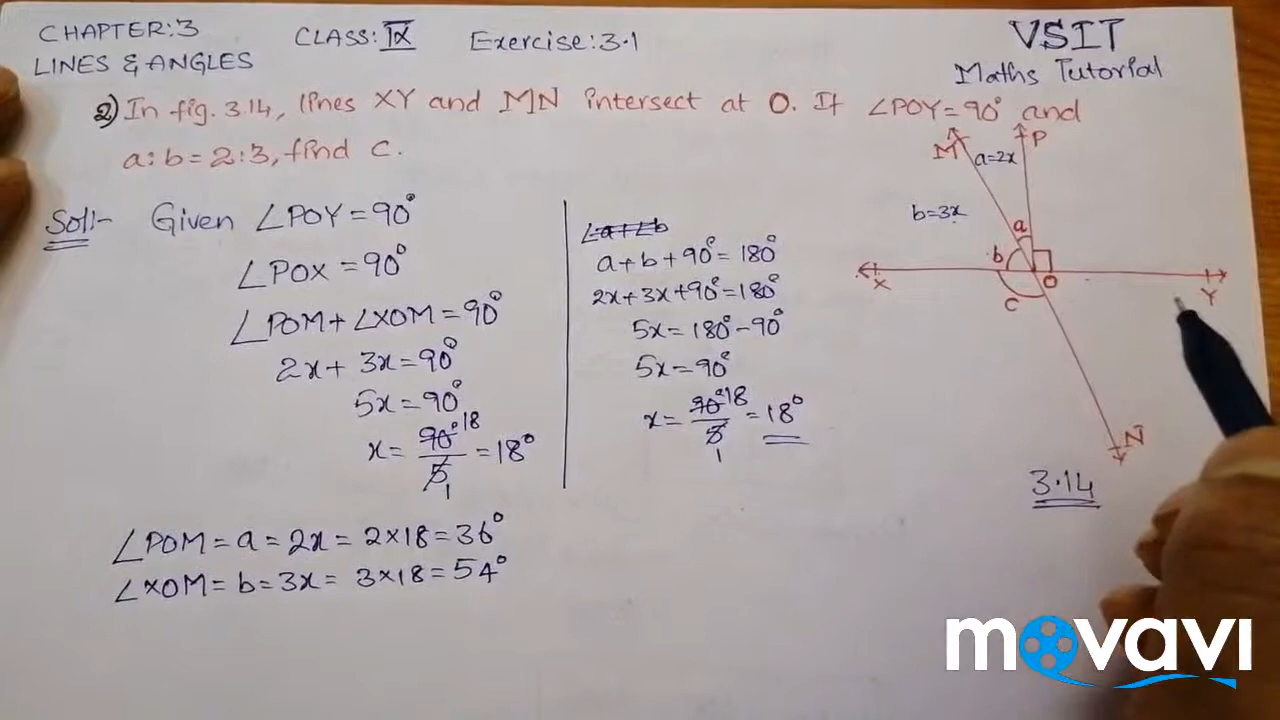 CHAPTER:3
LINES & ANGLES
CLASS: IX
Exercise: 3.1
VSIT
Maths Tutorial
2) In fig. 3.14, lines XY and MN intersect at O. If ∠POY = 90° and
a:b = 2:3, find c.
Sol:- Given ∠POY = 90°
∠POX = 90°
∠POM + ∠XOM = 90°
2x + 3x = 90°
5x = 90°
x = 90°/5 18 1 = 18°
∠POM = a = 2x = 2×18 = 36°
∠XOM = b = 3x = 3×18 = 54°
∠a+∠b
a+b+90° = 180°
2x+3x+90° = 180°
5x = 180° - 90°
5x = 90°
x = 90°/5 18 1 = 18°
M
P
a=2x
b=3x
a
b
X
O
Y
c
N
3.14
movavi